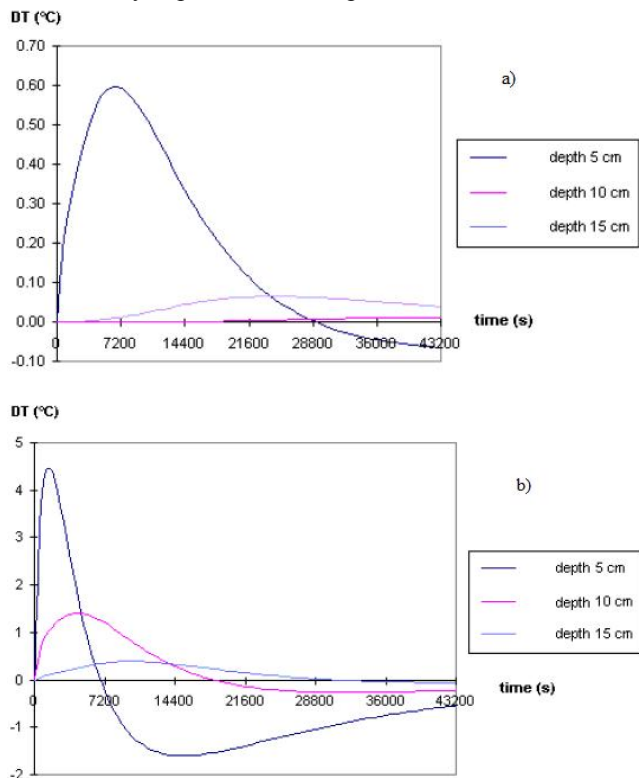 DT (ºC)
0.70
0.60
0.50
0.40
0.30
0.20
0.10
0.00
-0.10
0 7200 14400 21600 28800 36000 43200
time (s)
a)
depth 5 cm
depth 10 cm
depth 15 cm
DT (ºC)
5
4
3
2
1
0
-1
-2
0 7200 14400 21600 28800 36000 43200
time (s)
b)
depth 5 cm
depth 10 cm
depth 15 cm